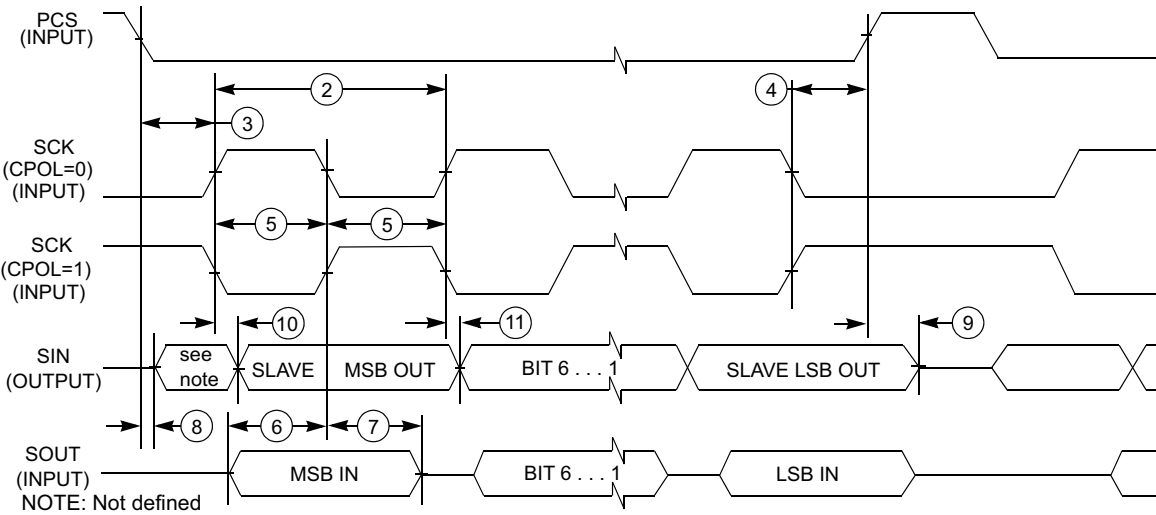 PCS
(INPUT)
2
4
3
SCK
(CPOL=0)
(INPUT)
5
5
SCK
(CPOL=1)
(INPUT)
10
11
9
SIN
(OUTPUT)
see
note
SLAVE
MSB OUT
BIT 6 . . . 1
SLAVE LSB OUT
8
6
7
SOUT
(INPUT)
MSB IN
BIT 6 . . . 1
LSB IN
NOTE: Not defined